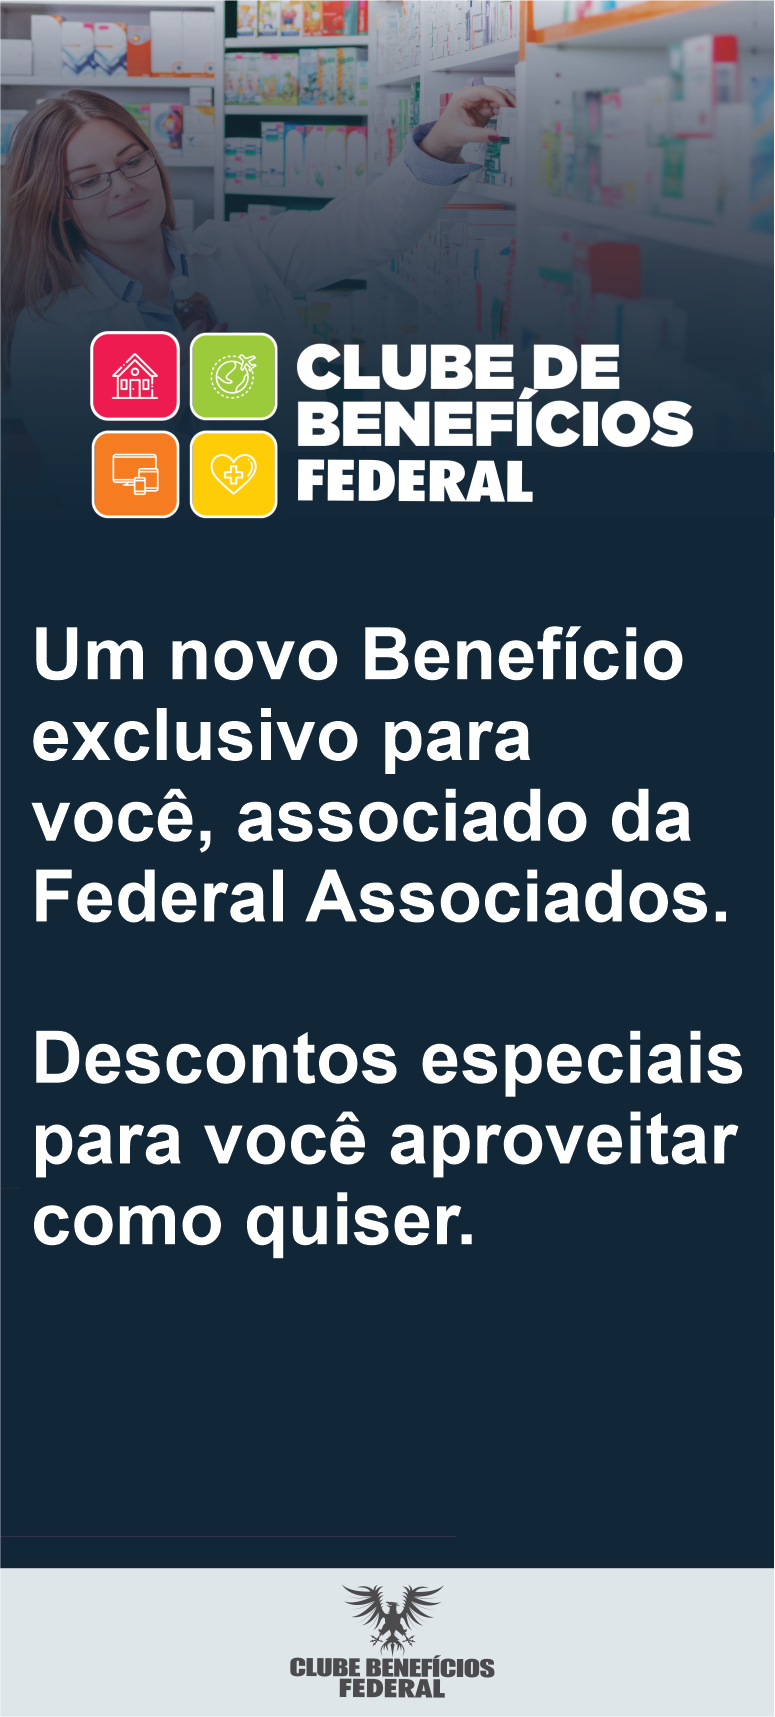 CLUBE DE
BENEFÍCIOS
FEDERAL
Um novo Benefício
exclusivo para
você, associado da
Federal Associados.
Descontos especiais
para você aproveitar
como quiser.
CLUBE BENEFÍCIOS
FEDERAL